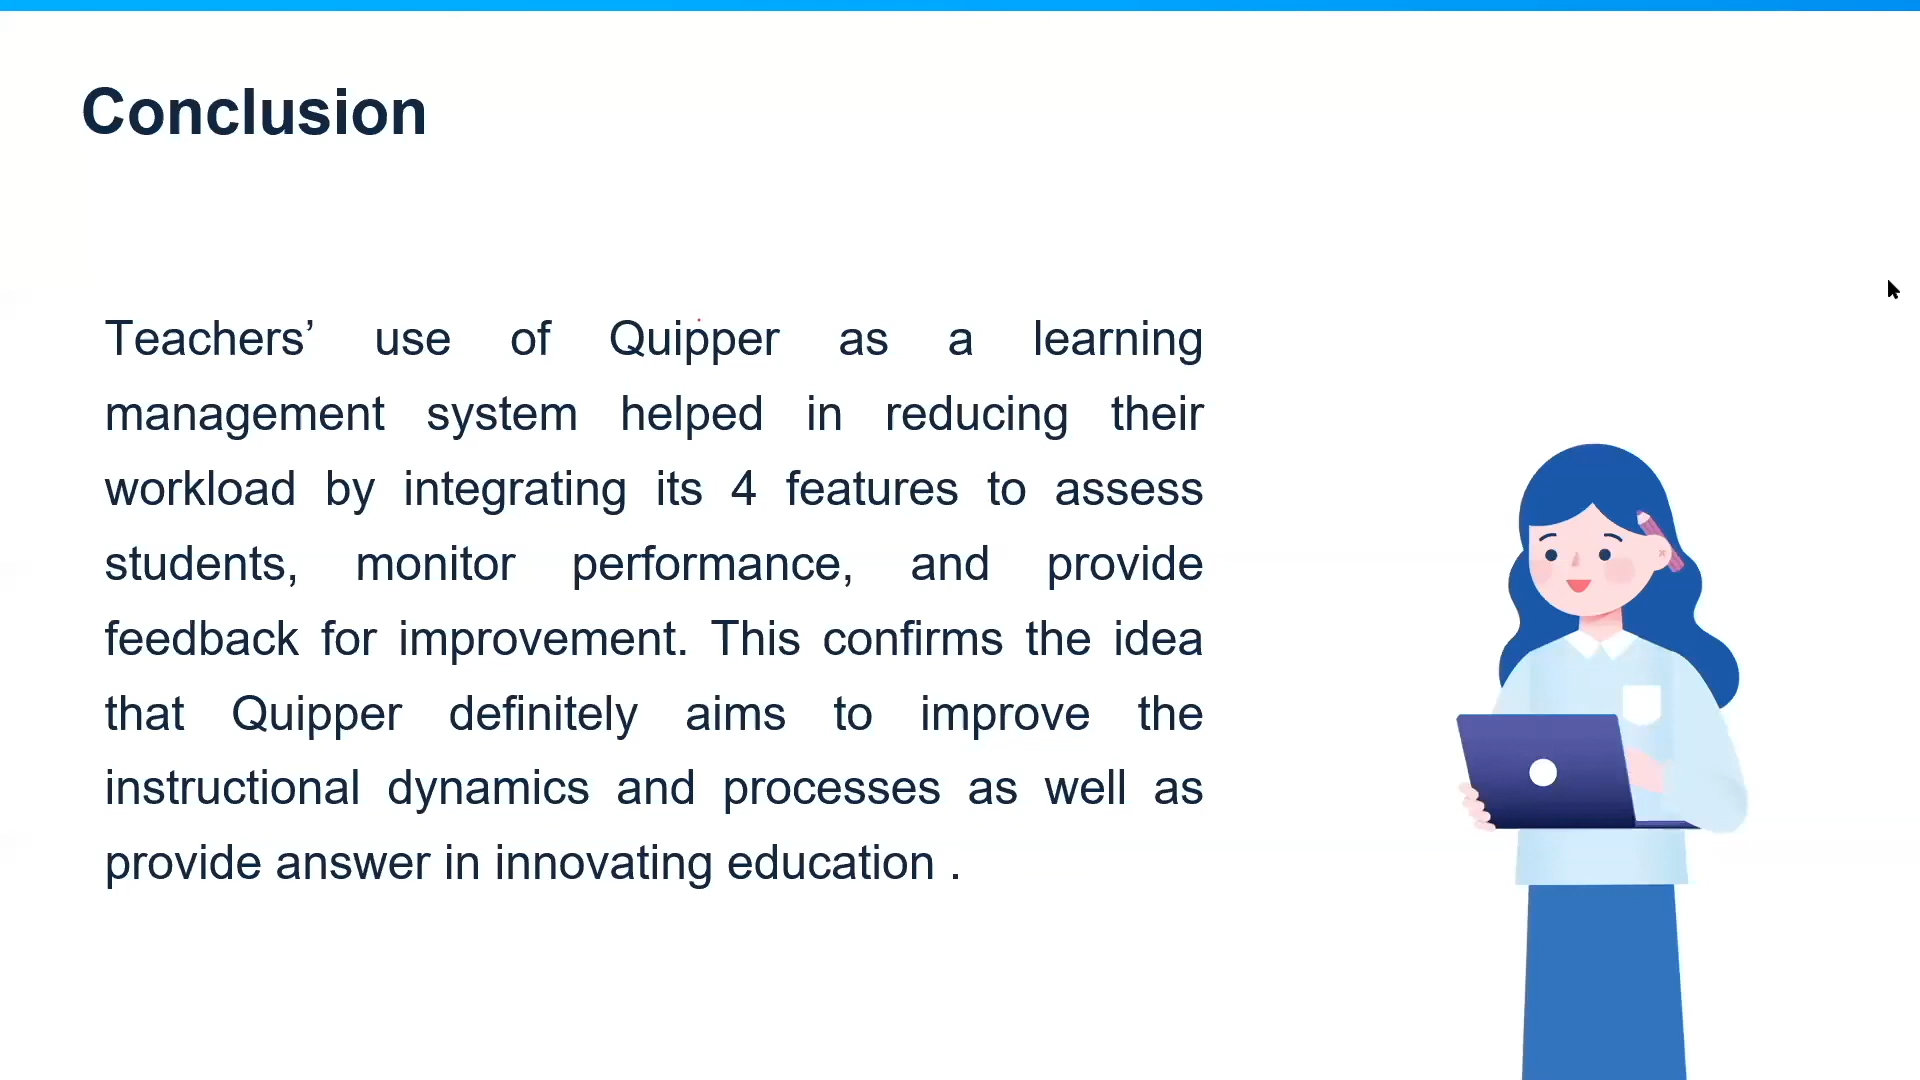 Conclusion
Teachers’ use of Quipper as a learning
management system helped in reducing their
workload by integrating its 4 features to assess
students, monitor performance, and provide
feedback for improvement. This confirms the idea
that Quipper definitely aims to improve the
instructional dynamics and processes as well as
provide answer in innovating education .